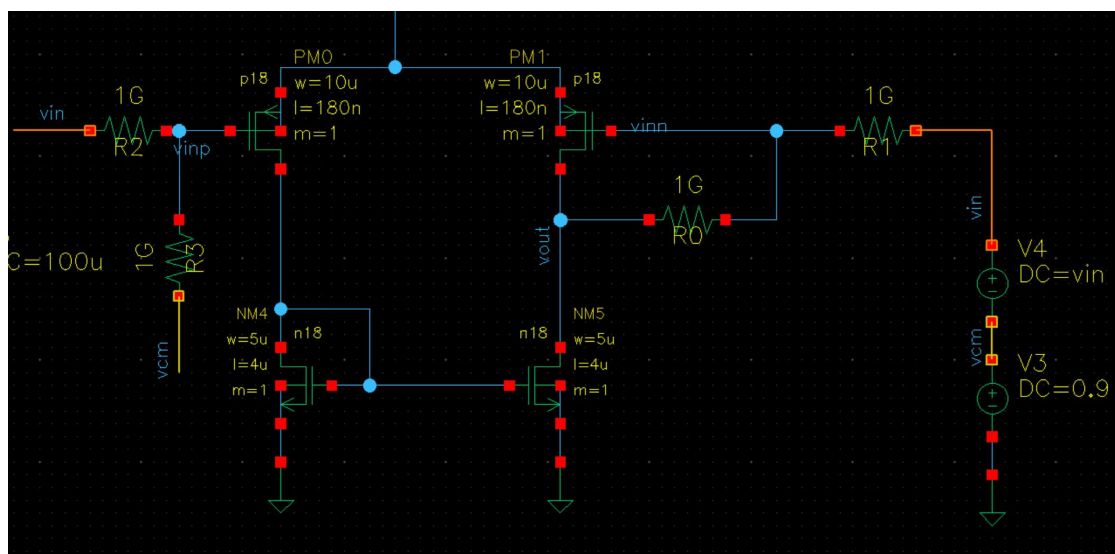 PM0
p18
w=10u
l=180n
m=1
PM1
w=10u
p18
l=180n
m=1
vin
1G
R2
vinp
vinn
1G
R1
1G
R0
1G
R3
C=100u
vout
vcm
vin
V4
DC=vin
vcm
V3
DC=0.9
NM4
n18
w=5u
l=4u
m=1
NM5
n18
w=5u
l=4u
m=1